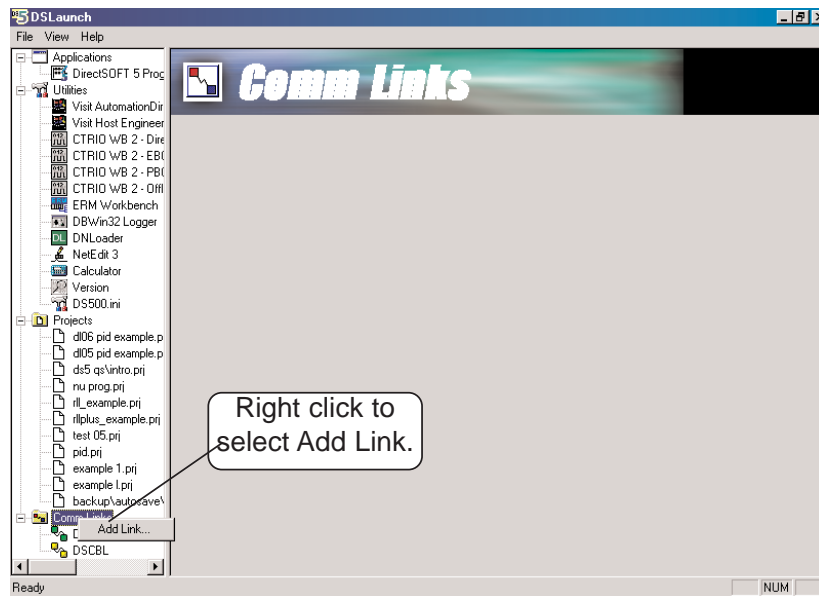 DSLaunch
File View Help
Applications
DirectSOFT 5 Prog
Utilities
Visit AutomationDir
Visit Host Engineer
CTRIO WB 2 - Dire
CTRIO WB 2 - EB
CTRIO WB 2 - PB
CTRIO WB 2 - Offl
ERM Workbench
DBWin32 Logger
DNLoader
NetEdit 3
Calculator
Version
DS500.ini
Projects
dl06 pid example.p
dl05 pid example.p
ds5 qs\intro.prj
nu prog.prj
rll_example.prj
rllplus_example.prj
test 05.prj
pid.prj
example 1.prj
example I.prj
backup\autosave\
Comm Links
DSCBL
Comm Links
Right click to
select Add Link.
Add Link...
Ready
NUM